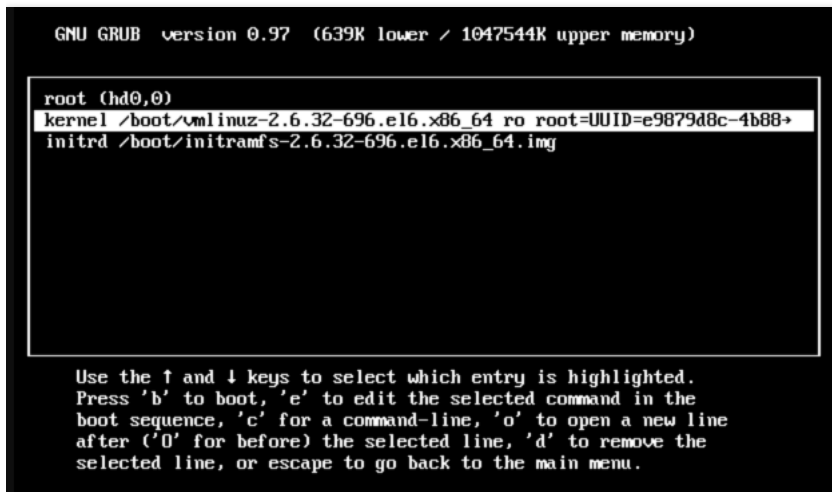 GNU GRUB  version 0.97  (639K lower / 1047544K upper memory)
root (hd0,0)
kernel /boot/vmlinuz-2.6.32-696.el6.x86_64 ro root=UUID=e9879d8c-4b88→
initrd /boot/initramfs-2.6.32-696.el6.x86_64.img
Use the ↑ and ↓ keys to select which entry is highlighted.
Press 'b' to boot, 'e' to edit the selected command in the
boot sequence, 'c' for a command-line, 'o' to open a new line
after ('O' for before) the selected line, 'd' to remove the
selected line, or escape to go back to the main menu.